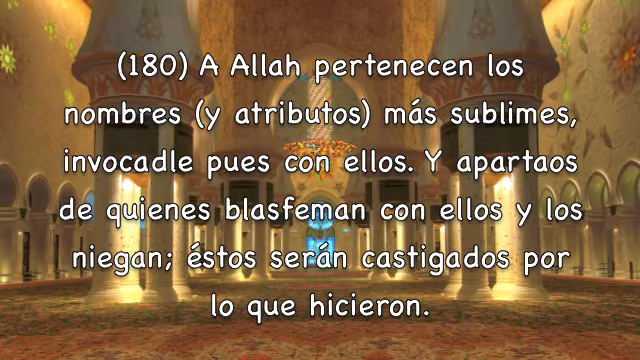 (180) A Allah pertenecen los
nombres (y atributos) más sublimes,
invocadle pues con ellos. Y apartaos
de quienes blasfeman con ellos y los
niegan; éstos serán castigados por
lo que hicieron.